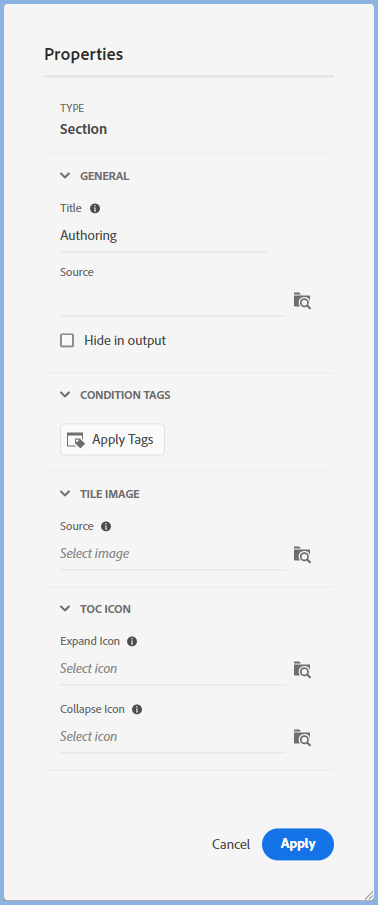 Properties
TYPE
Section
GENERAL
Title
Authoring
Source
Hide in output
CONDITION TAGS
Apply Tags
TILE IMAGE
Source
Select image
TOC ICON
Expand Icon
Select icon
Collapse Icon
Select icon
Cancel Apply